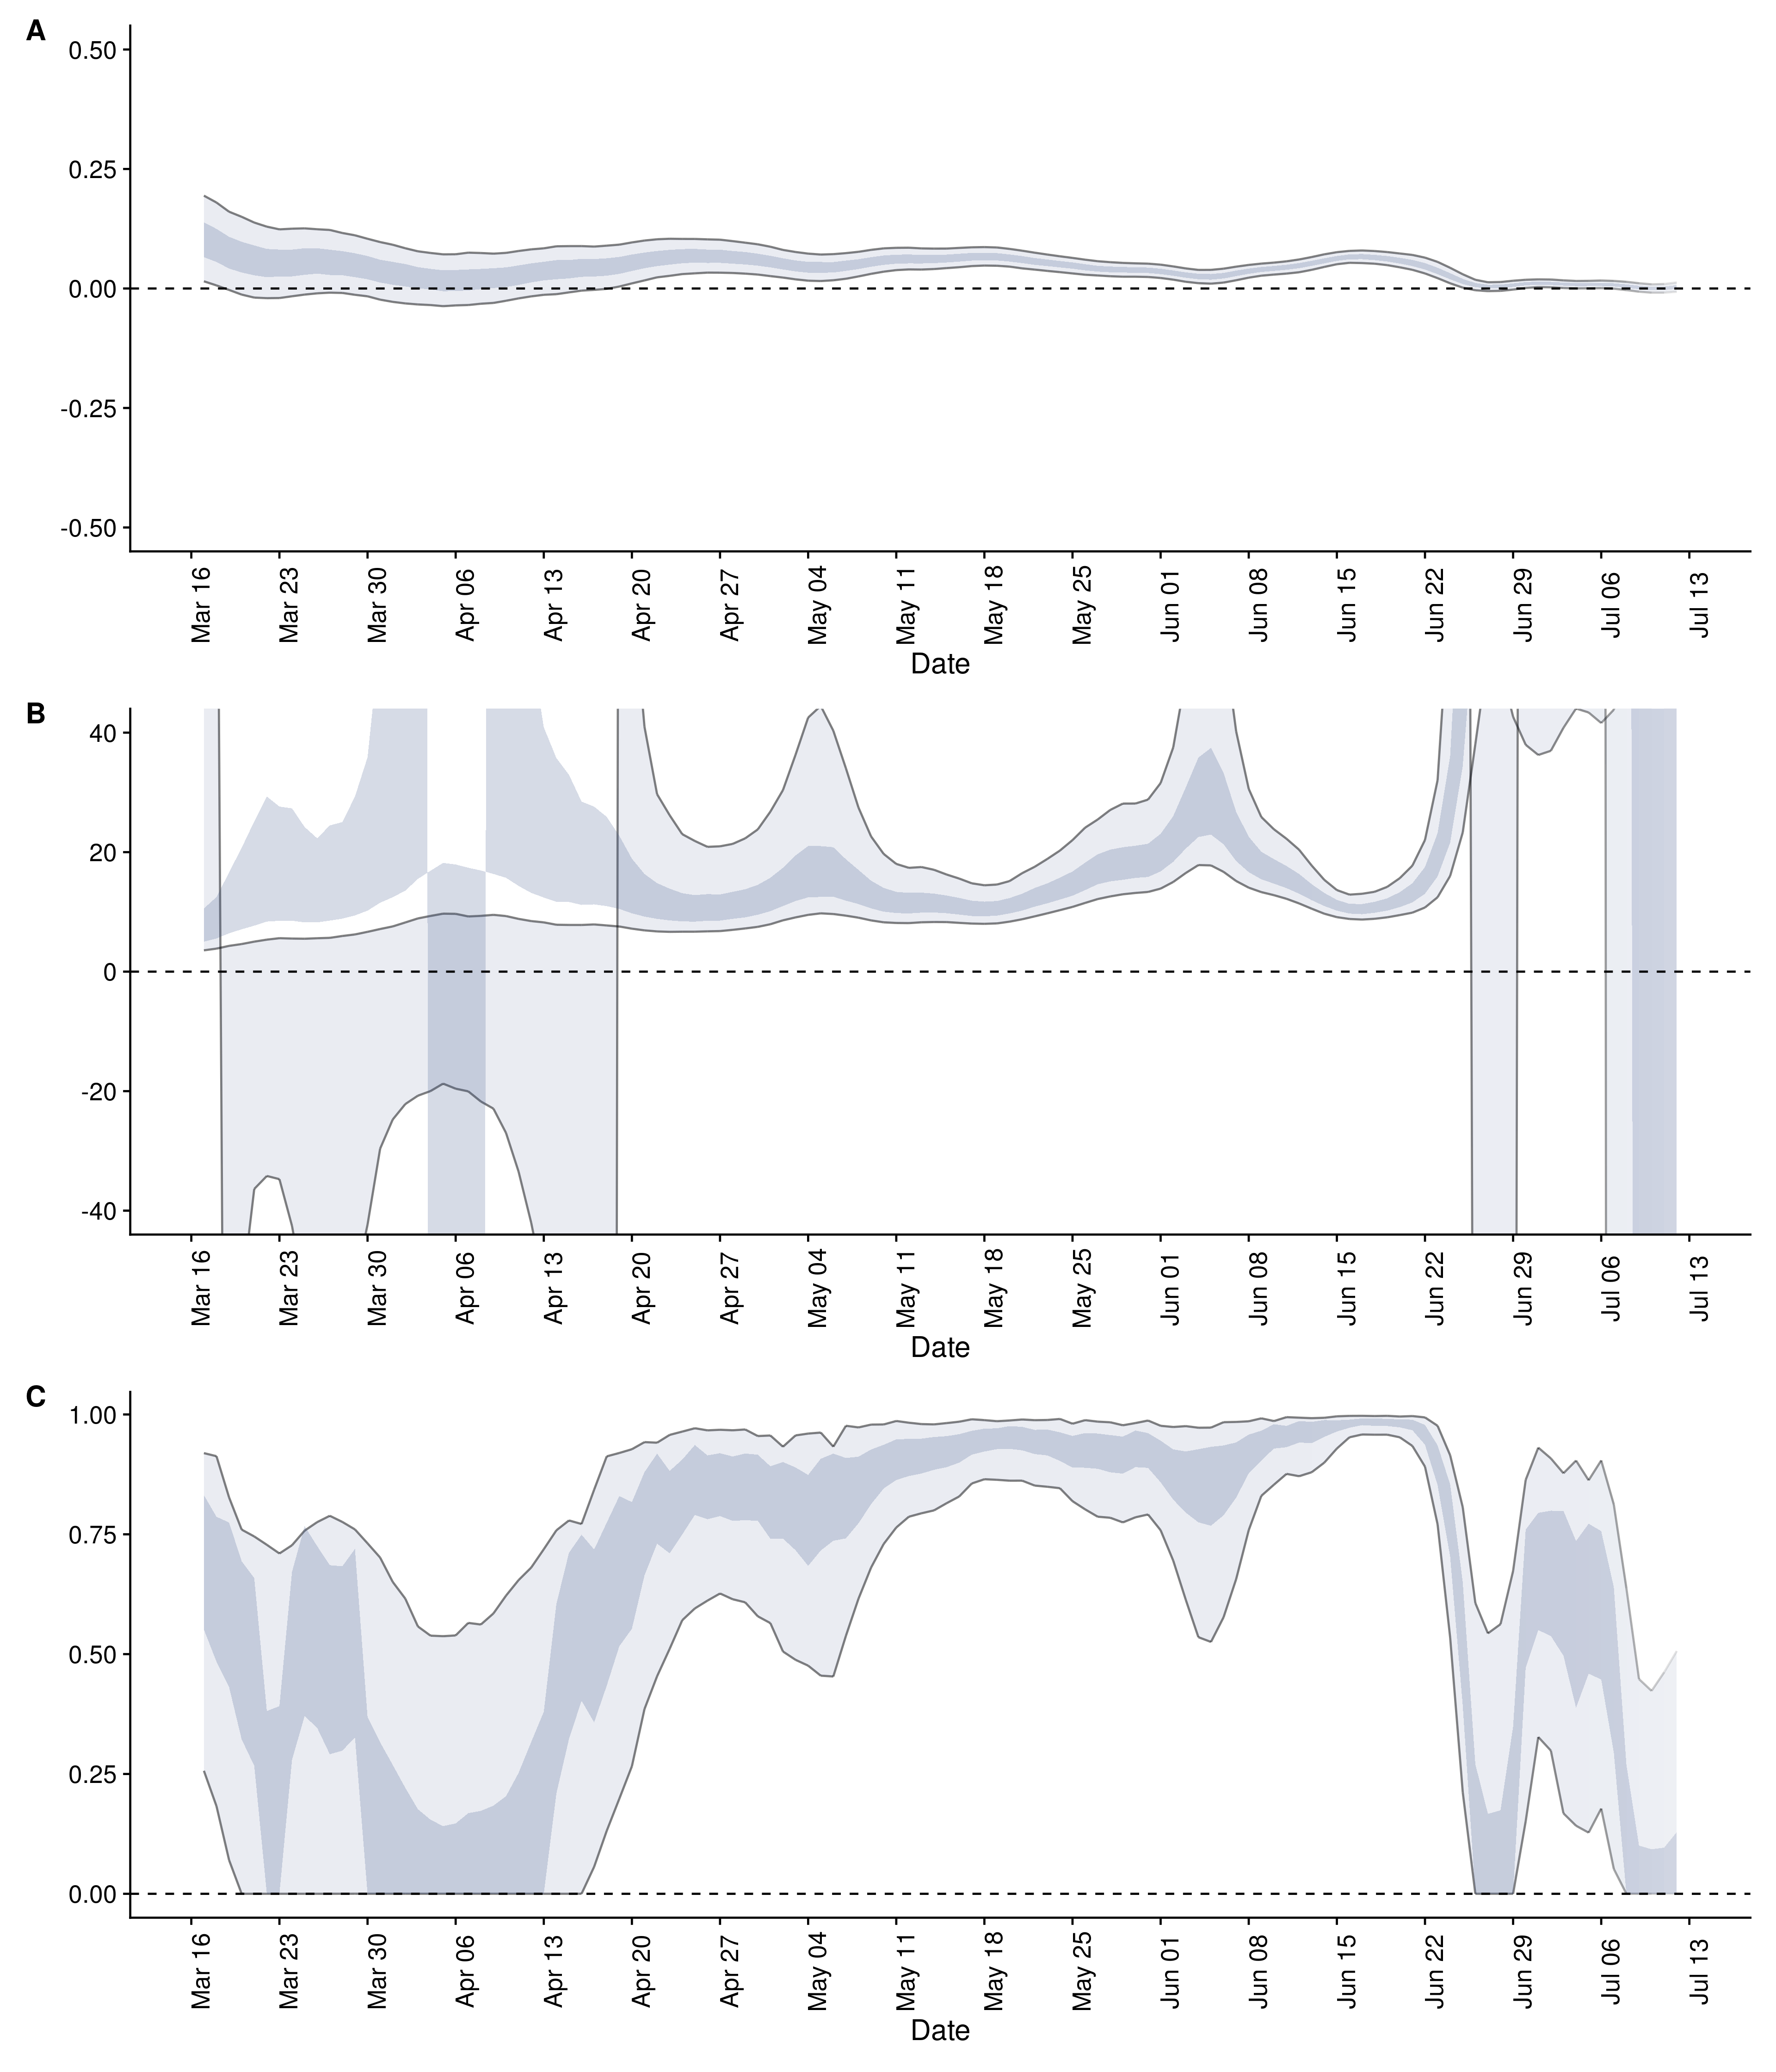 A
0.50
0.25
0.00
-0.25
-0.50
Mar 16
Mar 23
Mar 30
Apr 06
Apr 13
Apr 20
Apr 27
May 04
May 11
May 18
May 25
Jun 01
Jun 08
Jun 15
Jun 22
Jun 29
Jul 06
Jul 13
Date
B
40
20
0
-20
-40
Mar 16
Mar 23
Mar 30
Apr 06
Apr 13
Apr 20
Apr 27
May 04
May 11
May 18
May 25
Jun 01
Jun 08
Jun 15
Jun 22
Jun 29
Jul 06
Jul 13
Date
C
1.00
0.75
0.50
0.25
0.00
Mar 16
Mar 23
Mar 30
Apr 06
Apr 13
Apr 20
Apr 27
May 04
May 11
May 18
May 25
Jun 01
Jun 08
Jun 15
Jun 22
Jun 29
Jul 06
Jul 13
Date